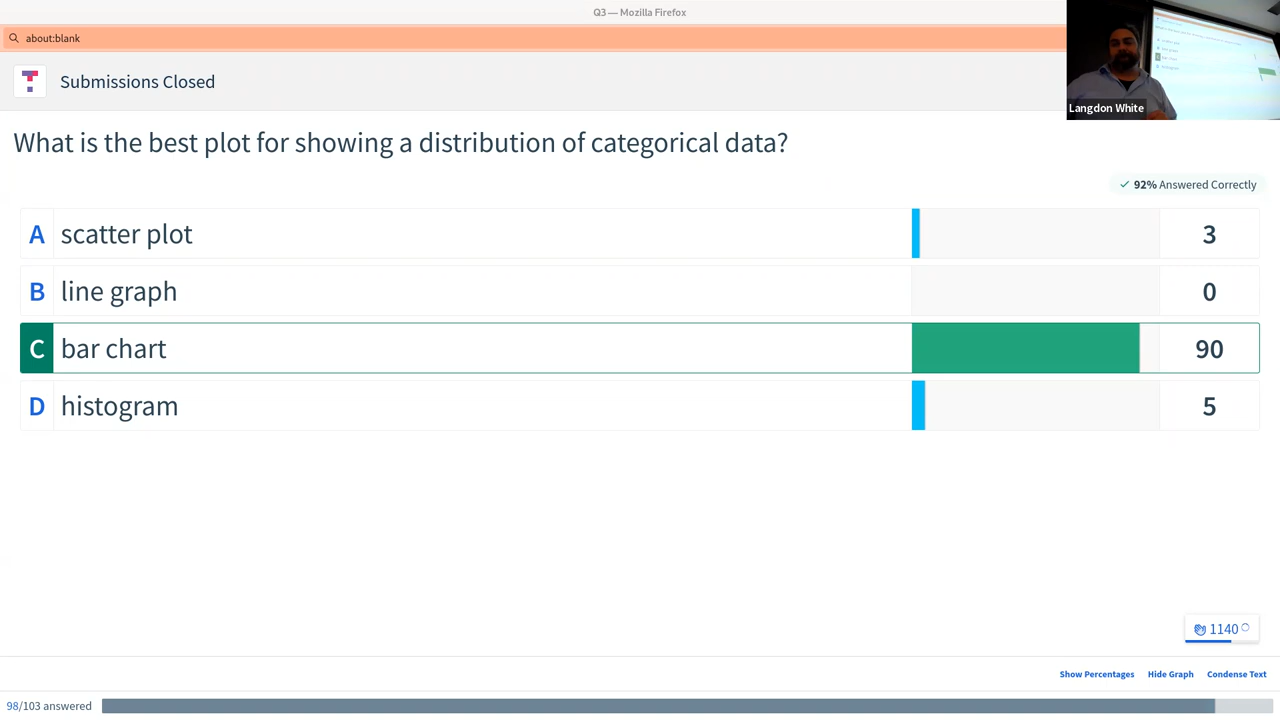 Q3 — Mozilla Firefox
about:blank
Submissions Closed
Langdon White
What is the best plot for showing a distribution of categorical data?
✓ 92% Answered Correctly
A scatter plot 3
B line graph 0
C bar chart 90
D histogram 5
1140
Show Percentages Hide Graph Condense Text
98/103 answered